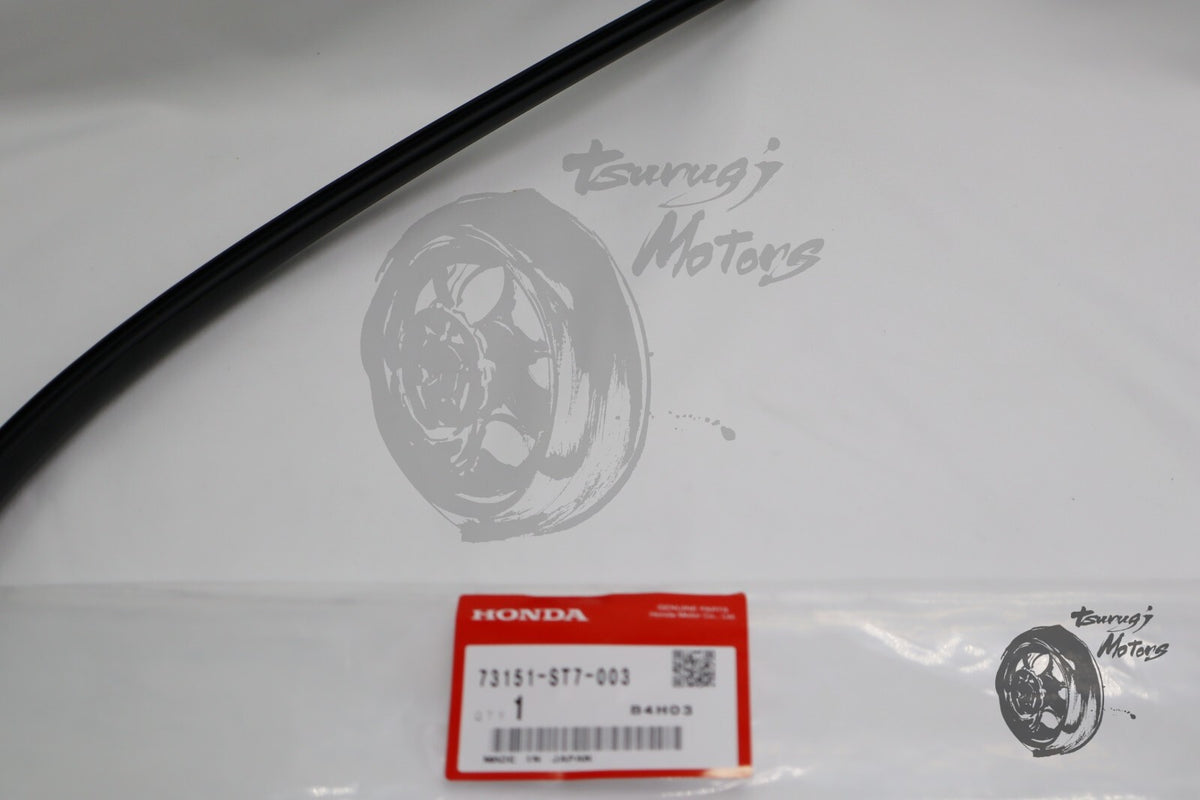 Tsurugi
Motors
HONDA
GENUINE PARTS
Honda Motor Co., Ltd.
73151-ST7-003
QTY 1
B4H03
MADE IN JAPAN
Tsurugi
Motors